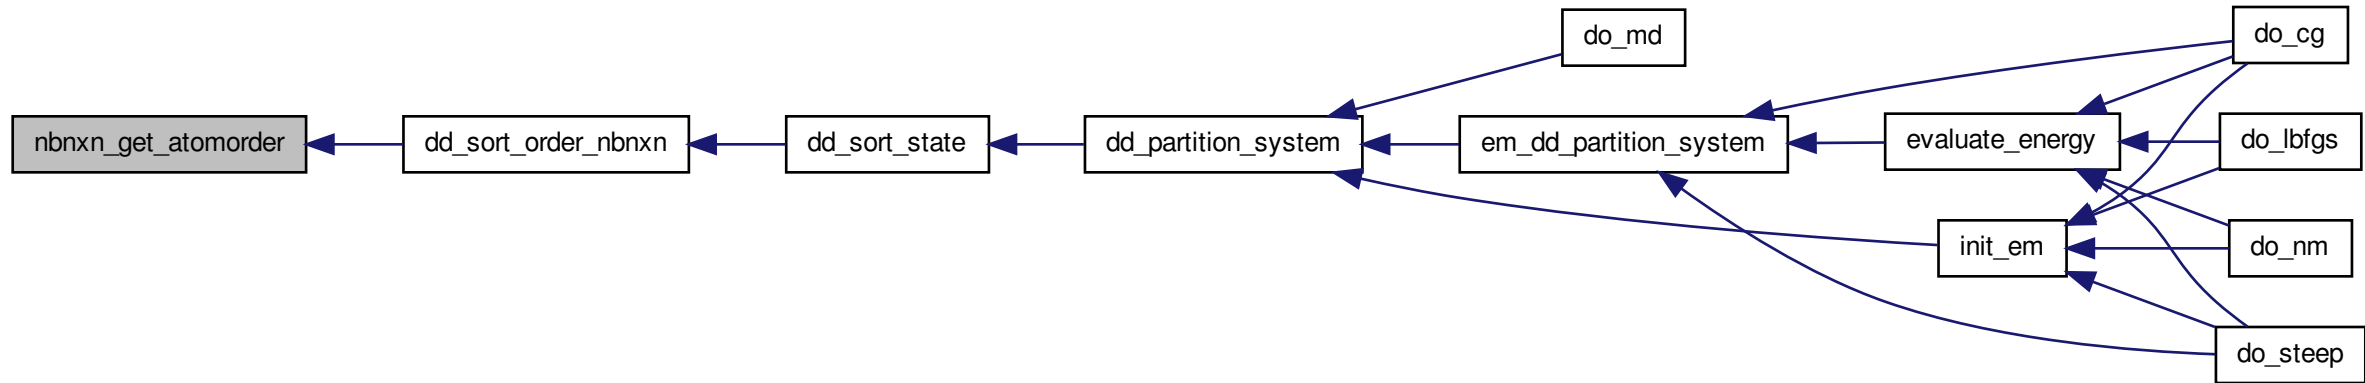 nbnxn_get_atomorder
dd_sort_order_nbnxn
dd_sort_state
dd_partition_system
do_md
em_dd_partition_system
evaluate_energy
init_em
do_cg
do_lbfgs
do_nm
do_steep